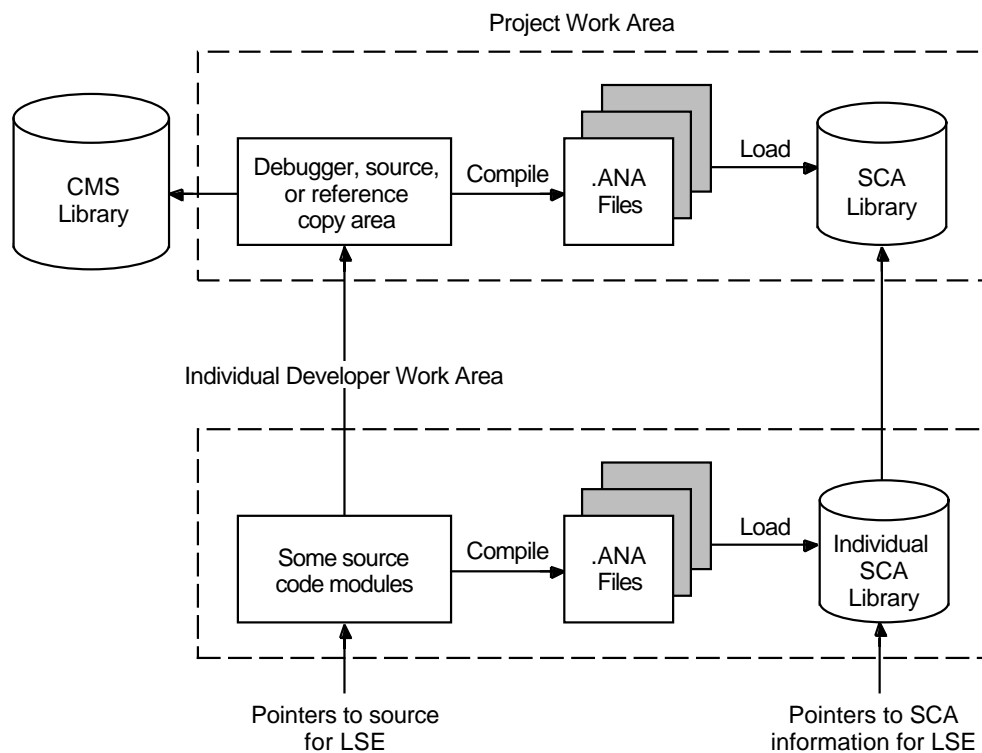 Project Work Area
CMS
Library
Debugger, source,
or reference
copy area
Compile
.ANA
Files
Load
SCA
Library
Individual Developer Work Area
Some source
code modules
Compile
.ANA
Files
Load
Individual
SCA
Library
Pointers to source
for LSE
Pointers to SCA
information for LSE